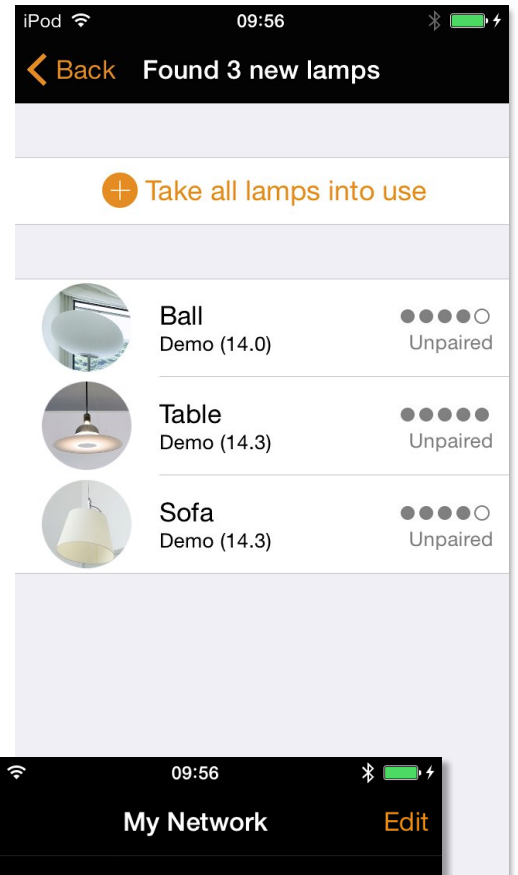 iPod 09:56
Back Found 3 new lamps
Take all lamps into use
Ball
Demo (14.0)
Unpaired
Table
Demo (14.3)
Unpaired
Sofa
Demo (14.3)
Unpaired
09:56
My Network Edit